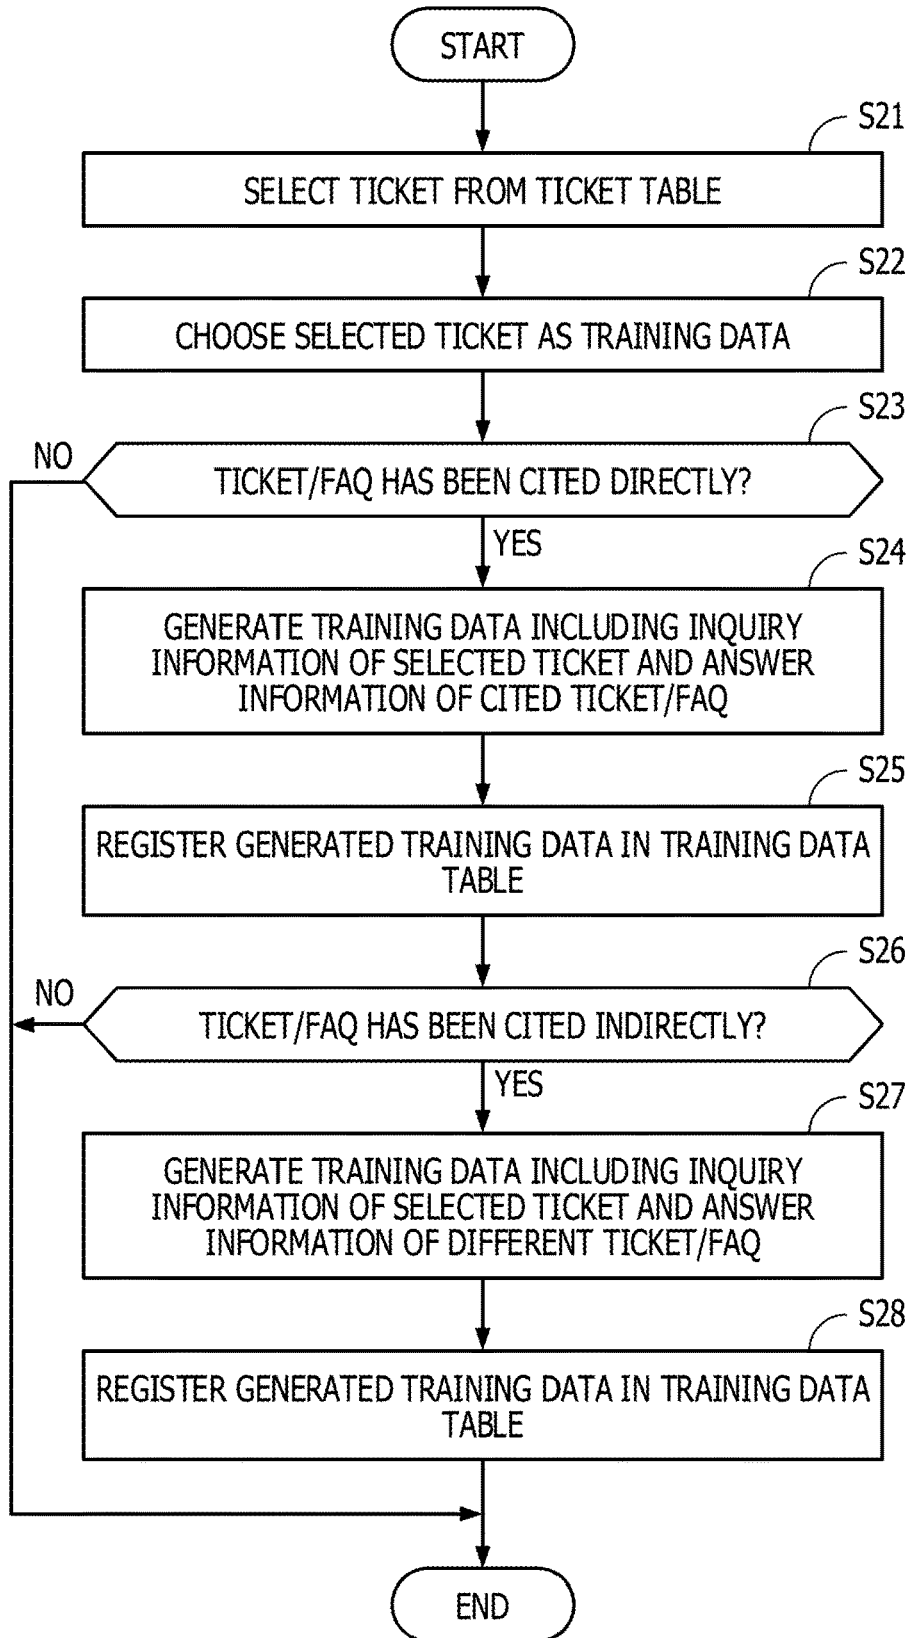 START
S21
SELECT TICKET FROM TICKET TABLE
S22
CHOOSE SELECTED TICKET AS TRAINING DATA
S23
NO
TICKET/FAQ HAS BEEN CITED DIRECTLY?
YES
S24
GENERATE TRAINING DATA INCLUDING INQUIRY
INFORMATION OF SELECTED TICKET AND ANSWER
INFORMATION OF CITED TICKET/FAQ
S25
REGISTER GENERATED TRAINING DATA IN TRAINING DATA
TABLE
S26
NO
TICKET/FAQ HAS BEEN CITED INDIRECTLY?
YES
S27
GENERATE TRAINING DATA INCLUDING INQUIRY
INFORMATION OF SELECTED TICKET AND ANSWER
INFORMATION OF DIFFERENT TICKET/FAQ
S28
REGISTER GENERATED TRAINING DATA IN TRAINING DATA
TABLE
END